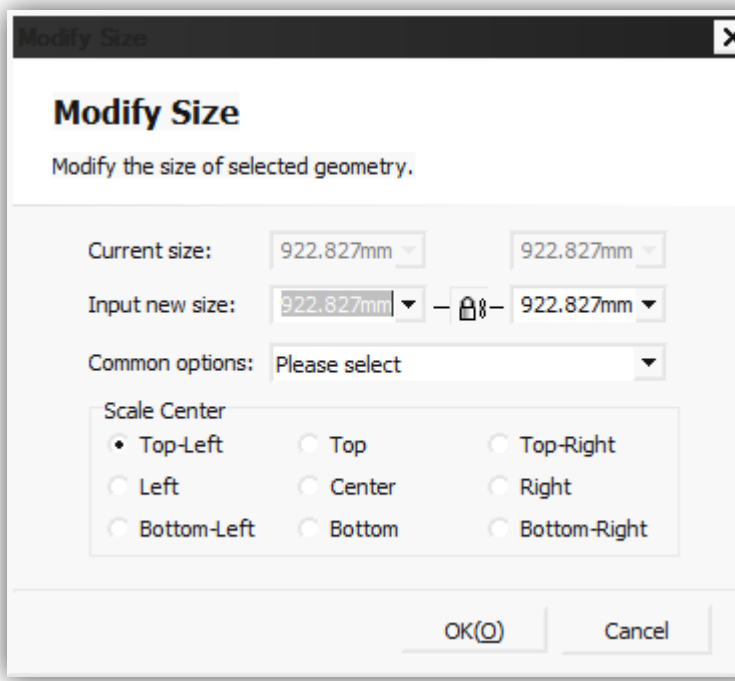 Modify Size
Modify Size
Modify the size of selected geometry.
Current size: 922.827mm 922.827mm
Input new size: 922.827mm 922.827mm
Common options: Please select
Scale Center
Top-Left Top Top-Right
Left Center Right
Bottom-Left Bottom Bottom-Right
OK(O) Cancel